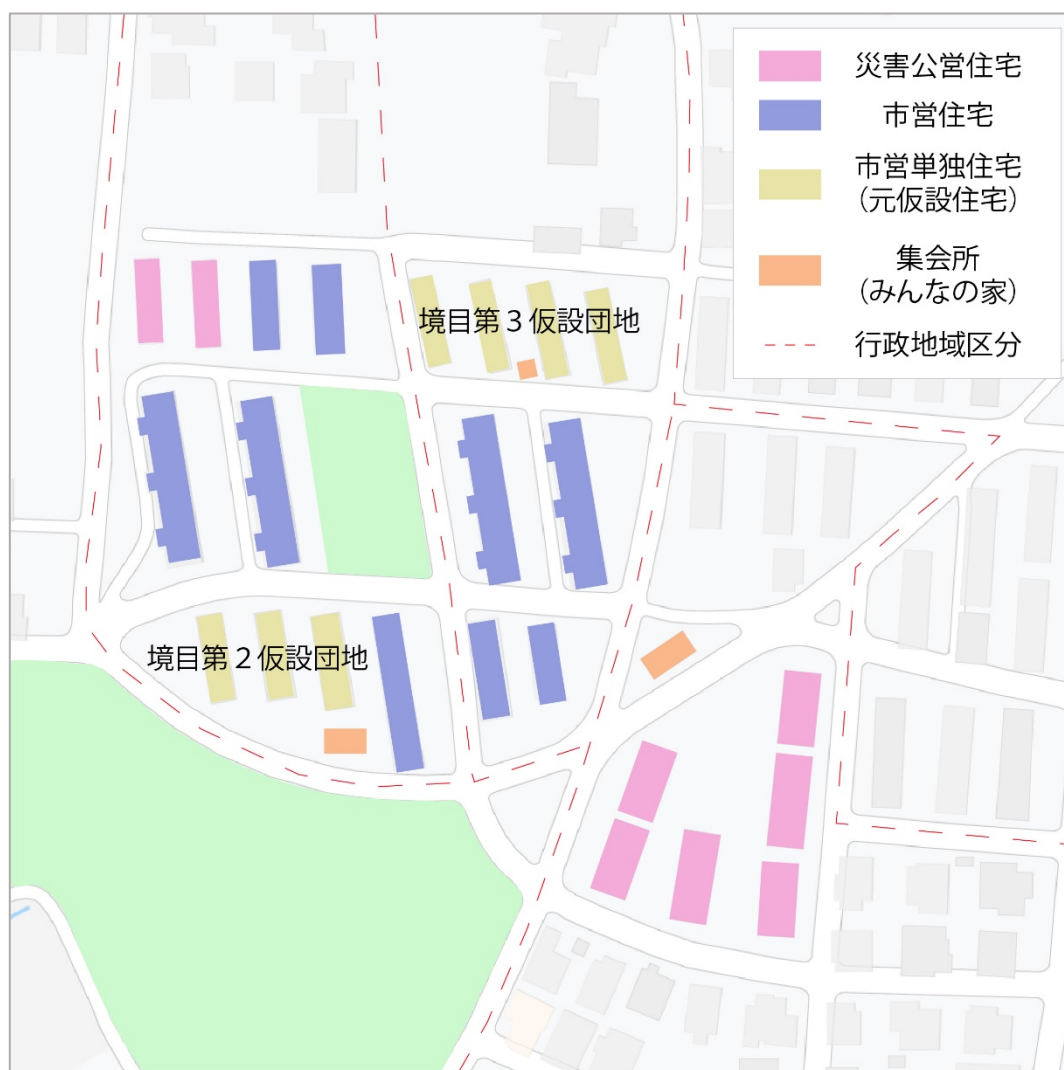 災害公営住宅
市営住宅
市営単独住宅
（元仮設住宅）
集会所
（みんなの家）
行政地域区分
境目第３仮設団地
境目第２仮設団地